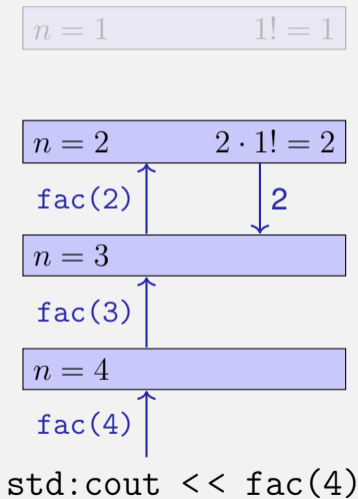 n = 1 1! = 1
n = 2 2 · 1! = 2
fac(2) 2
n = 3
fac(3)
n = 4
fac(4)
std:cout << fac(4)